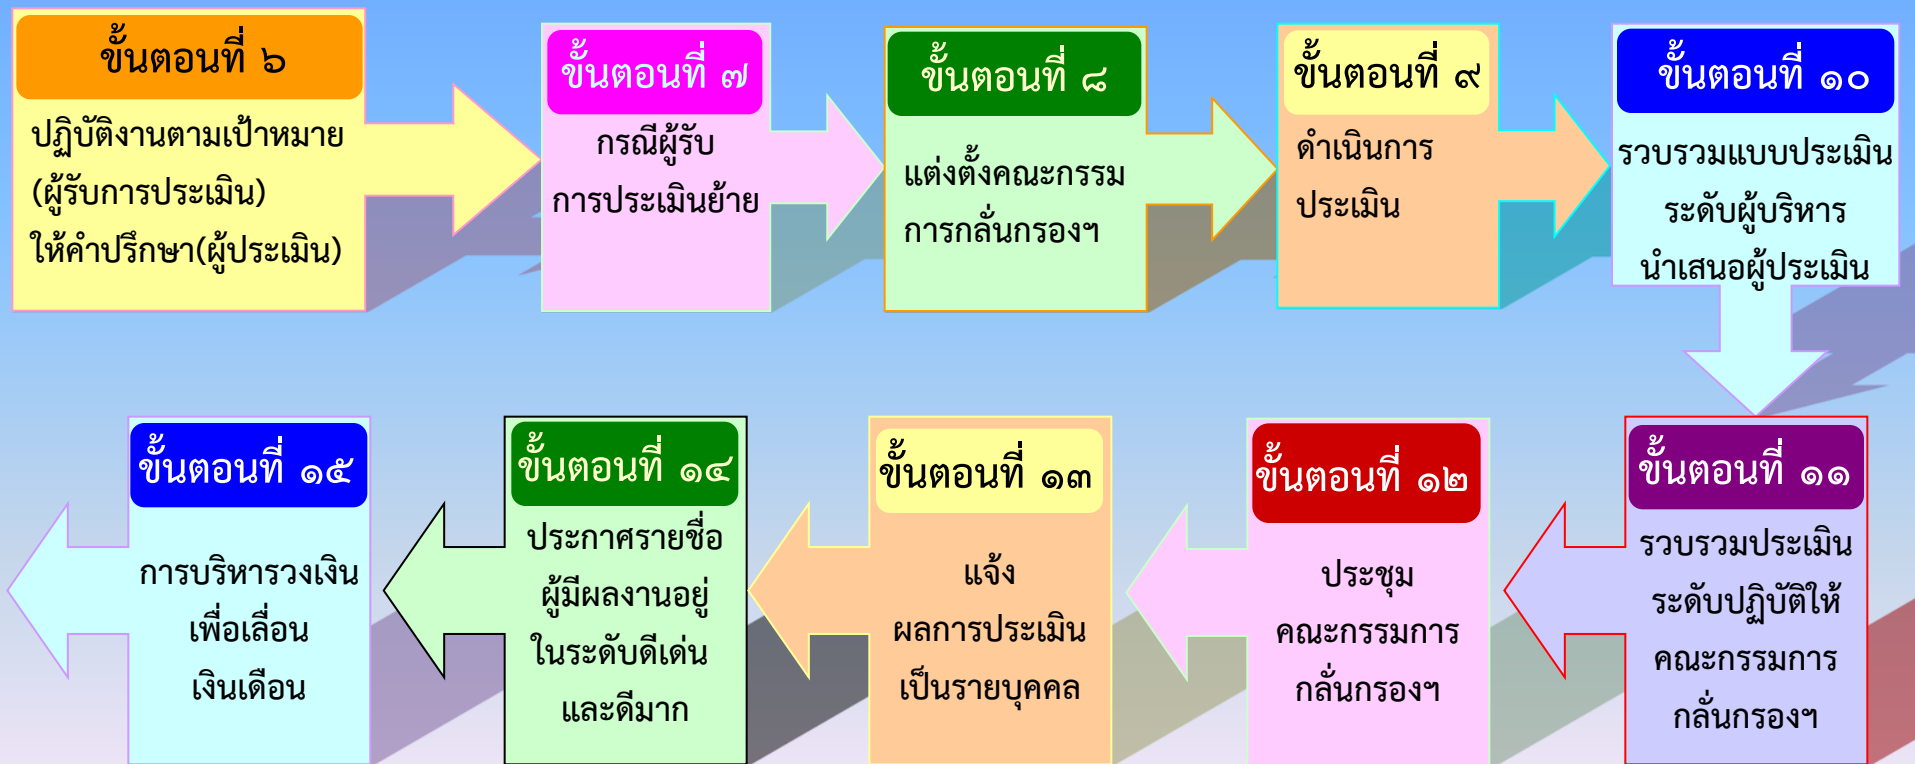 ขั้นตอนที่ ๖
ปฏิบัติงานตามเป้าหมาย
(ผู้รับการประเมิน)
ให้คำปรึกษา(ผู้ประเมิน)
ขั้นตอนที่ ๗
กรณีผู้รับ
การประเมินย้าย
ขั้นตอนที่ ๘
แต่งตั้งคณะกรรม
การกลั่นกรองฯ
ขั้นตอนที่ ๙
ดำเนินการ
ประเมิน
ขั้นตอนที่ ๑๐
รวบรวมแบบประเมิน
ระดับผู้บริหาร
นำเสนอผู้ประเมิน
ขั้นตอนที่ ๑๑
รวบรวมประเมิน
ระดับปฏิบัติให้
คณะกรรมการ
กลั่นกรองฯ
ขั้นตอนที่ ๑๒
ประชุม
คณะกรรมการ
กลั่นกรองฯ
ขั้นตอนที่ ๑๓
แจ้ง
ผลการประเมิน
เป็นรายบุคคล
ขั้นตอนที่ ๑๔
ประกาศรายชื่อ
ผู้มีผลงานอยู่
ในระดับดีเด่น
และดีมาก
ขั้นตอนที่ ๑๕
การบริหารวงเงิน
เพื่อเลื่อน
เงินเดือน